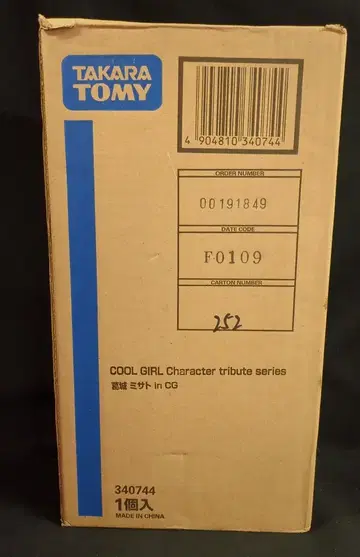 TAKARA
TOMY
4 904810 340744
ORDER NUMBER
00191849
DATE CODE
F0109
CARTON NUMBER
252
COOL GIRL Character tribute series
葛城 ミサト in CG
340744
1個入
MADE IN CHINA